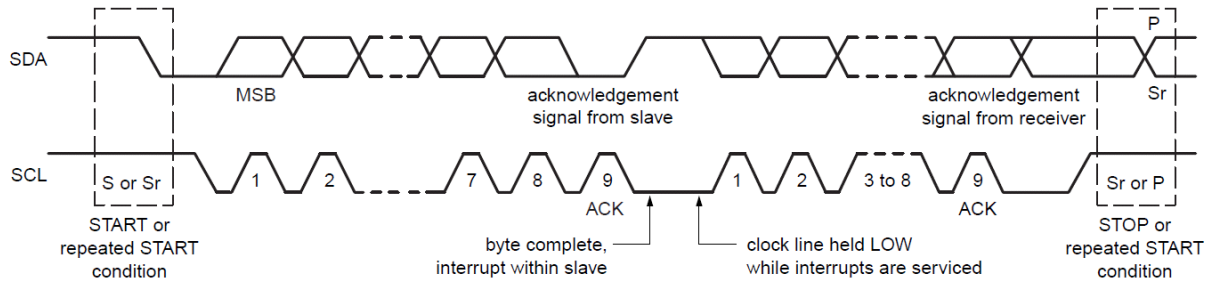 P
SDA
MSB
acknowledgement
signal from slave
acknowledgement
signal from receiver
Sr
SCL
S or Sr
1
2
7
8
9
1
2
3 to 8
9
Sr or P
ACK
ACK
START or
repeated START
condition
byte complete,
interrupt within slave
clock line held LOW
while interrupts are serviced
STOP or
repeated START
condition